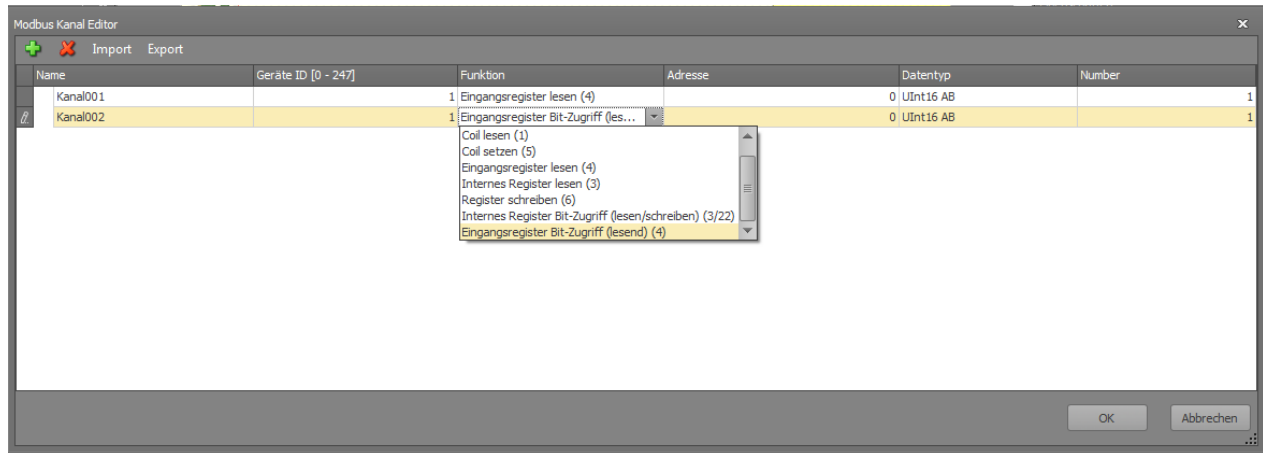 Modbus Kanal Editor
Import Export
Name Geräte ID [0 - 247] Funktion Adresse Datentyp Number
Kanal001 1 Eingangsregister lesen (4) 0 UInt16 AB 1
Kanal002 1 Eingangsregister Bit-Zugriff (les... 0 UInt16 AB 1
Coil lesen (1)
Coil setzen (5)
Eingangsregister lesen (4)
Internes Register lesen (3)
Register schreiben (6)
Internes Register Bit-Zugriff (lesen/schreiben) (3/22)
Eingangsregister Bit-Zugriff (lesend) (4)
OK Abbrechen